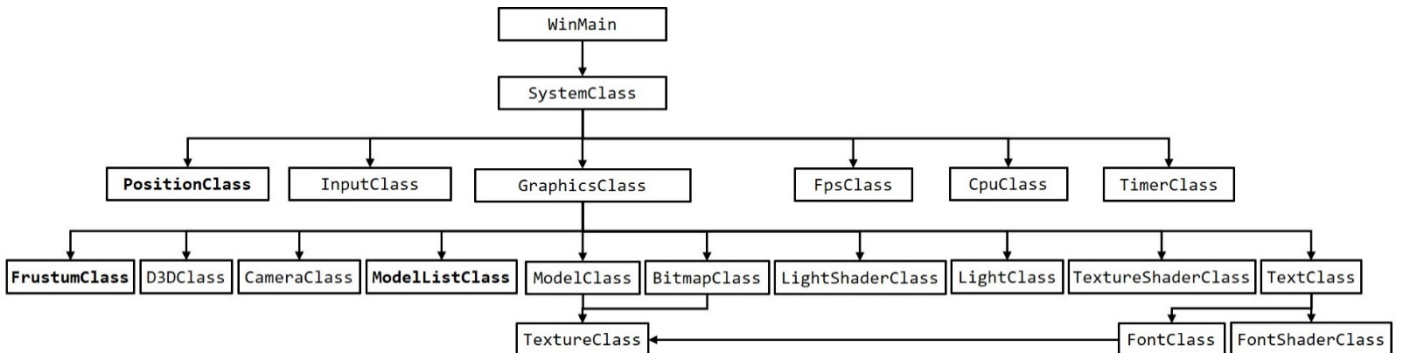 WinMain
SystemClass
PositionClass
InputClass
GraphicsClass
FpsClass
CpuClass
TimerClass
FrustumClass
D3DClass
CameraClass
ModelListClass
ModelClass
BitmapClass
LightShaderClass
LightClass
TextureShaderClass
TextClass
TextureClass
FontClass
FontShaderClass